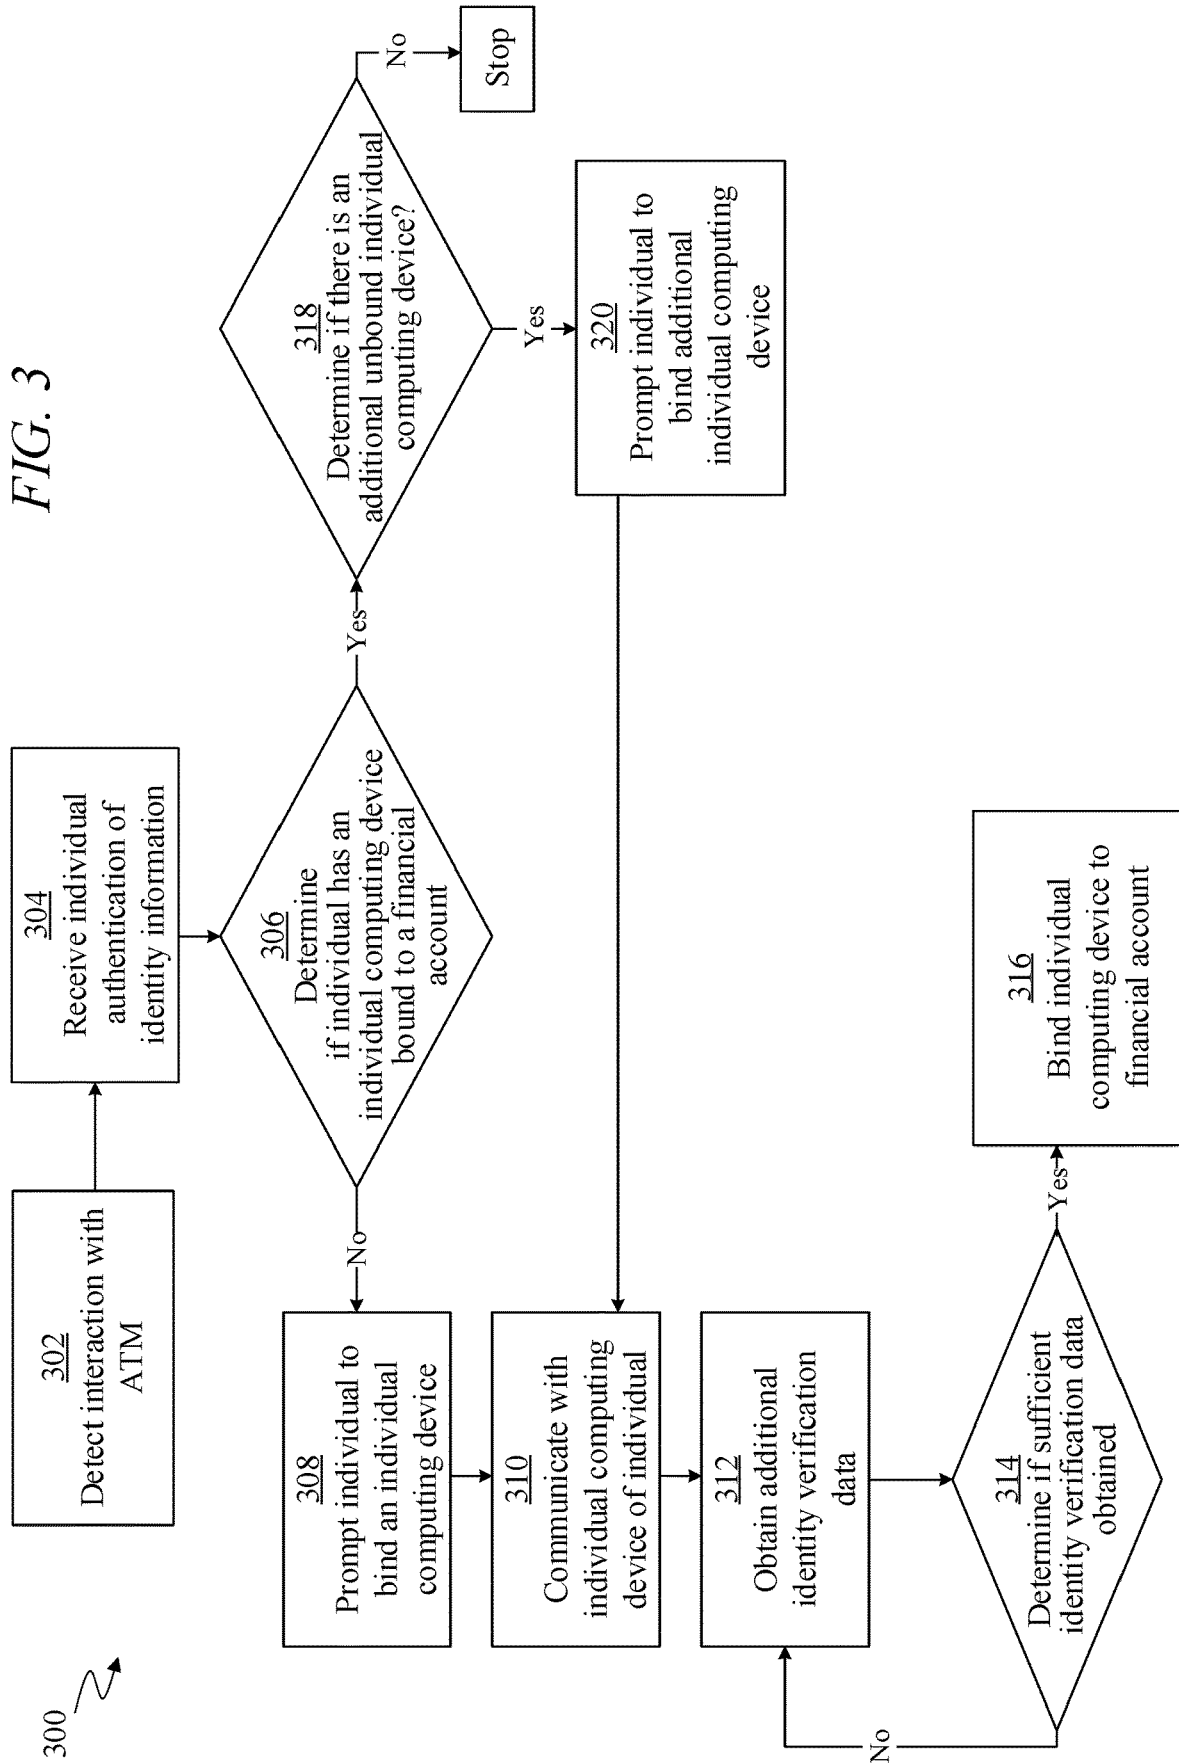 FIG. 3
300
302
Detect interaction with
ATM
304
Receive individual
authentication of
identity information
306
Determine
if individual has an
individual computing device
bound to a financial
account
No
Yes
308
Prompt individual to
bind an individual
computing device
310
Communicate with
individual computing
device of individual
312
Obtain additional
identity verification
data
314
Determine if sufficient
identity verification data
obtained
No
Yes
316
Bind individual
computing device to
financial account
318
Determine if there is an
additional unbound individual
computing device?
No
Stop
Yes
320
Prompt individual to
bind additional
individual computing
device